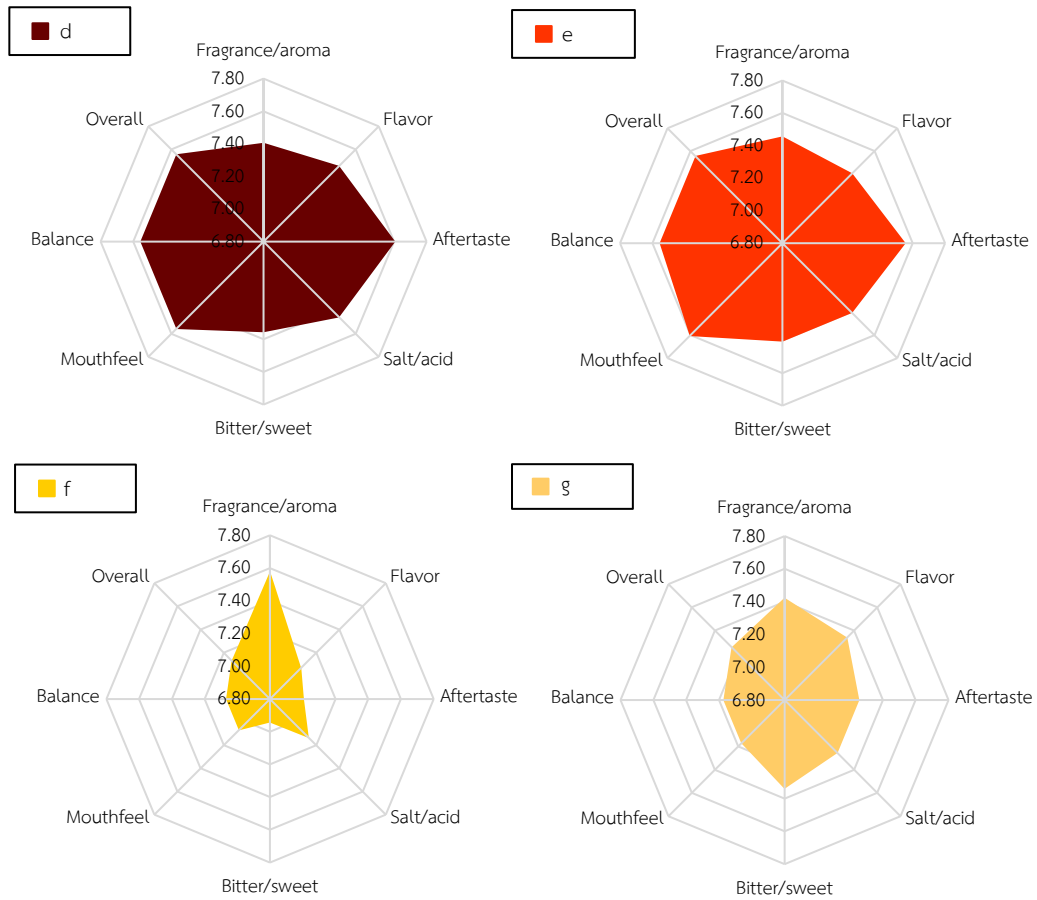 d
Fragrance/aroma
7.80
7.60
7.40
7.20
7.00
6.80
Flavor
Aftertaste
Salt/acid
Bitter/sweet
Mouthfeel
Balance
Overall
e
Fragrance/aroma
7.80
7.60
7.40
7.20
7.00
6.80
Flavor
Aftertaste
Salt/acid
Bitter/sweet
Mouthfeel
Balance
Overall
f
Fragrance/aroma
7.80
7.60
7.40
7.20
7.00
6.80
Flavor
Aftertaste
Salt/acid
Bitter/sweet
Mouthfeel
Balance
Overall
g
Fragrance/aroma
7.80
7.60
7.40
7.20
7.00
6.80
Flavor
Aftertaste
Salt/acid
Bitter/sweet
Mouthfeel
Balance
Overall